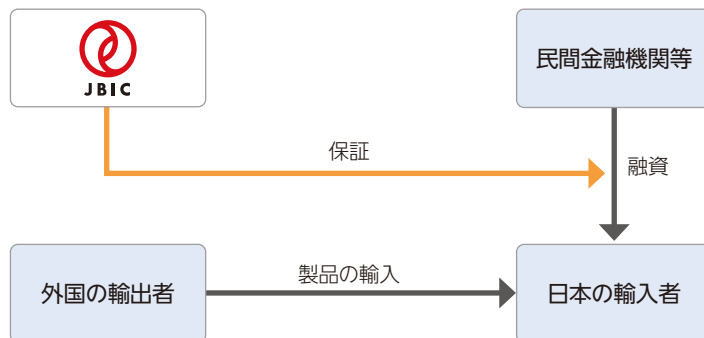 JBIC
民間金融機関等
保証
融資
外国の輸出者
製品の輸入
日本の輸入者